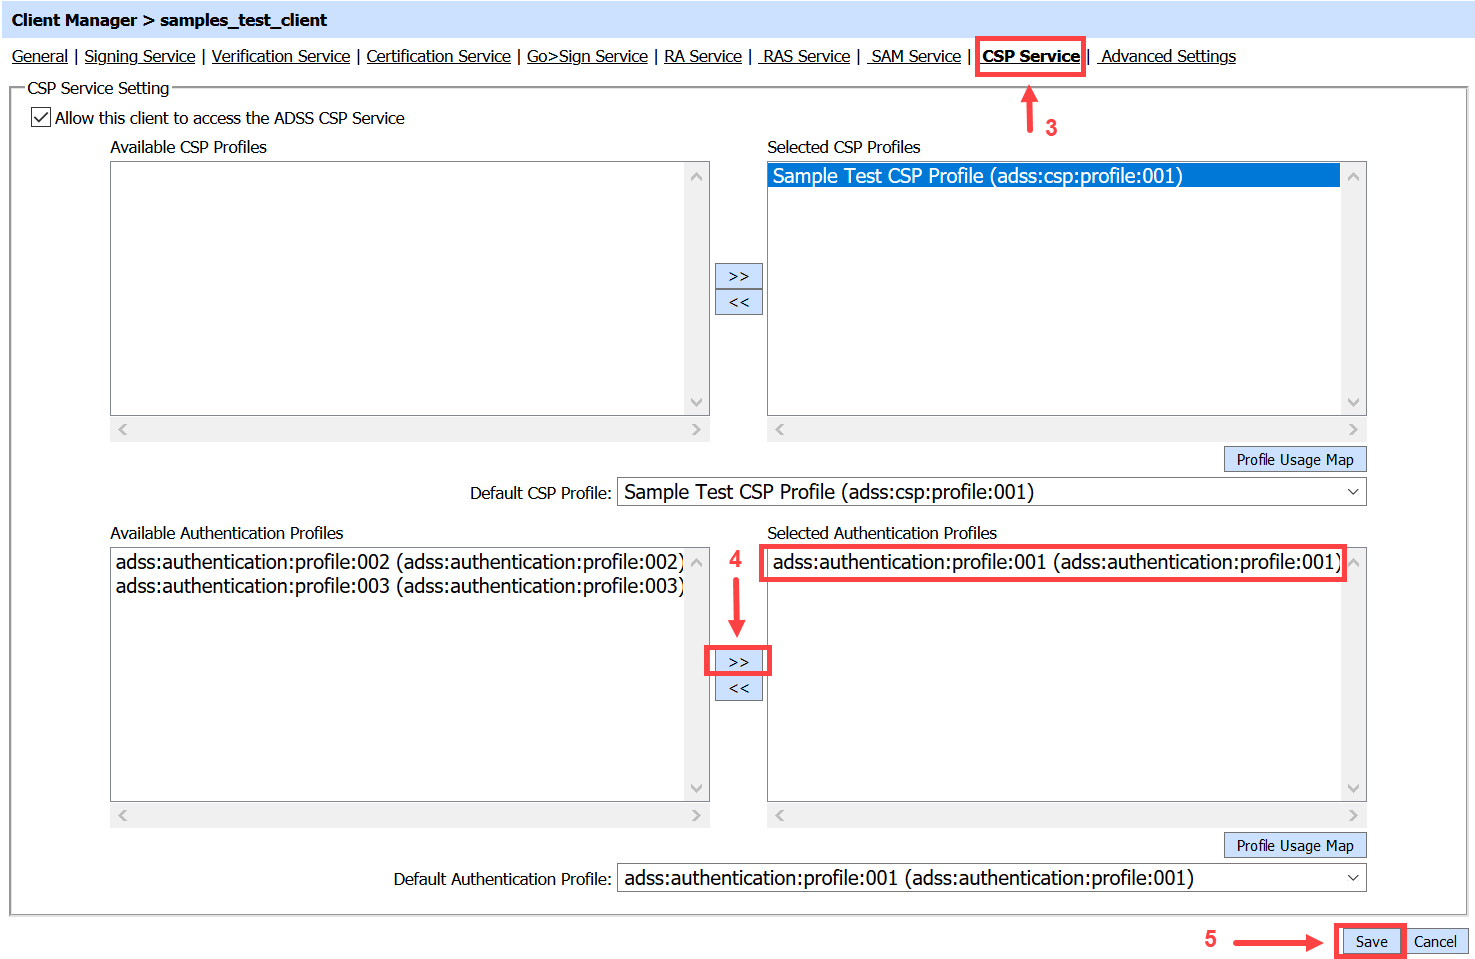 Client Manager > samples_test_client
General | Signing Service | Verification Service | Certification Service | Go>Sign Service | RA Service | RAS Service | SAM Service | CSP Service | Advanced Settings
CSP Service Setting
3
Allow this client to access the ADSS CSP Service
Available CSP Profiles
Selected CSP Profiles
Sample Test CSP Profile (adss:csp:profile:001)
>>
<<
Profile Usage Map
Default CSP Profile: Sample Test CSP Profile (adss:csp:profile:001)
Available Authentication Profiles
Selected Authentication Profiles
adss:authentication:profile:002 (adss:authentication:profile:002)
adss:authentication:profile:003 (adss:authentication:profile:003)
4
adss:authentication:profile:001 (adss:authentication:profile:001)
>>
<<
Profile Usage Map
Default Authentication Profile: adss:authentication:profile:001 (adss:authentication:profile:001)
5
Save
Cancel